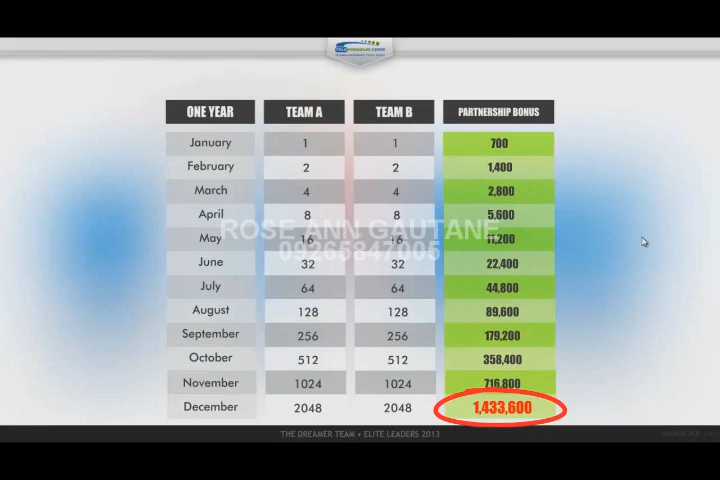 ONE YEAR TEAM A TEAM B PARTNERSHIP BONUS
January 1 1 700
February 2 2 1,400
March 4 4 2,800
April 8 8 5,600
ROSE ANN GAUTANE
May 16 16 11,200
09265847005
June 32 32 22,400
July 64 64 44,800
August 128 128 89,600
September 256 256 179,200
October 512 512 358,400
November 1024 1024 716,800
December 2048 2048 1,433,600
THE DREAMER TEAM • ELITE LEADERS 2013